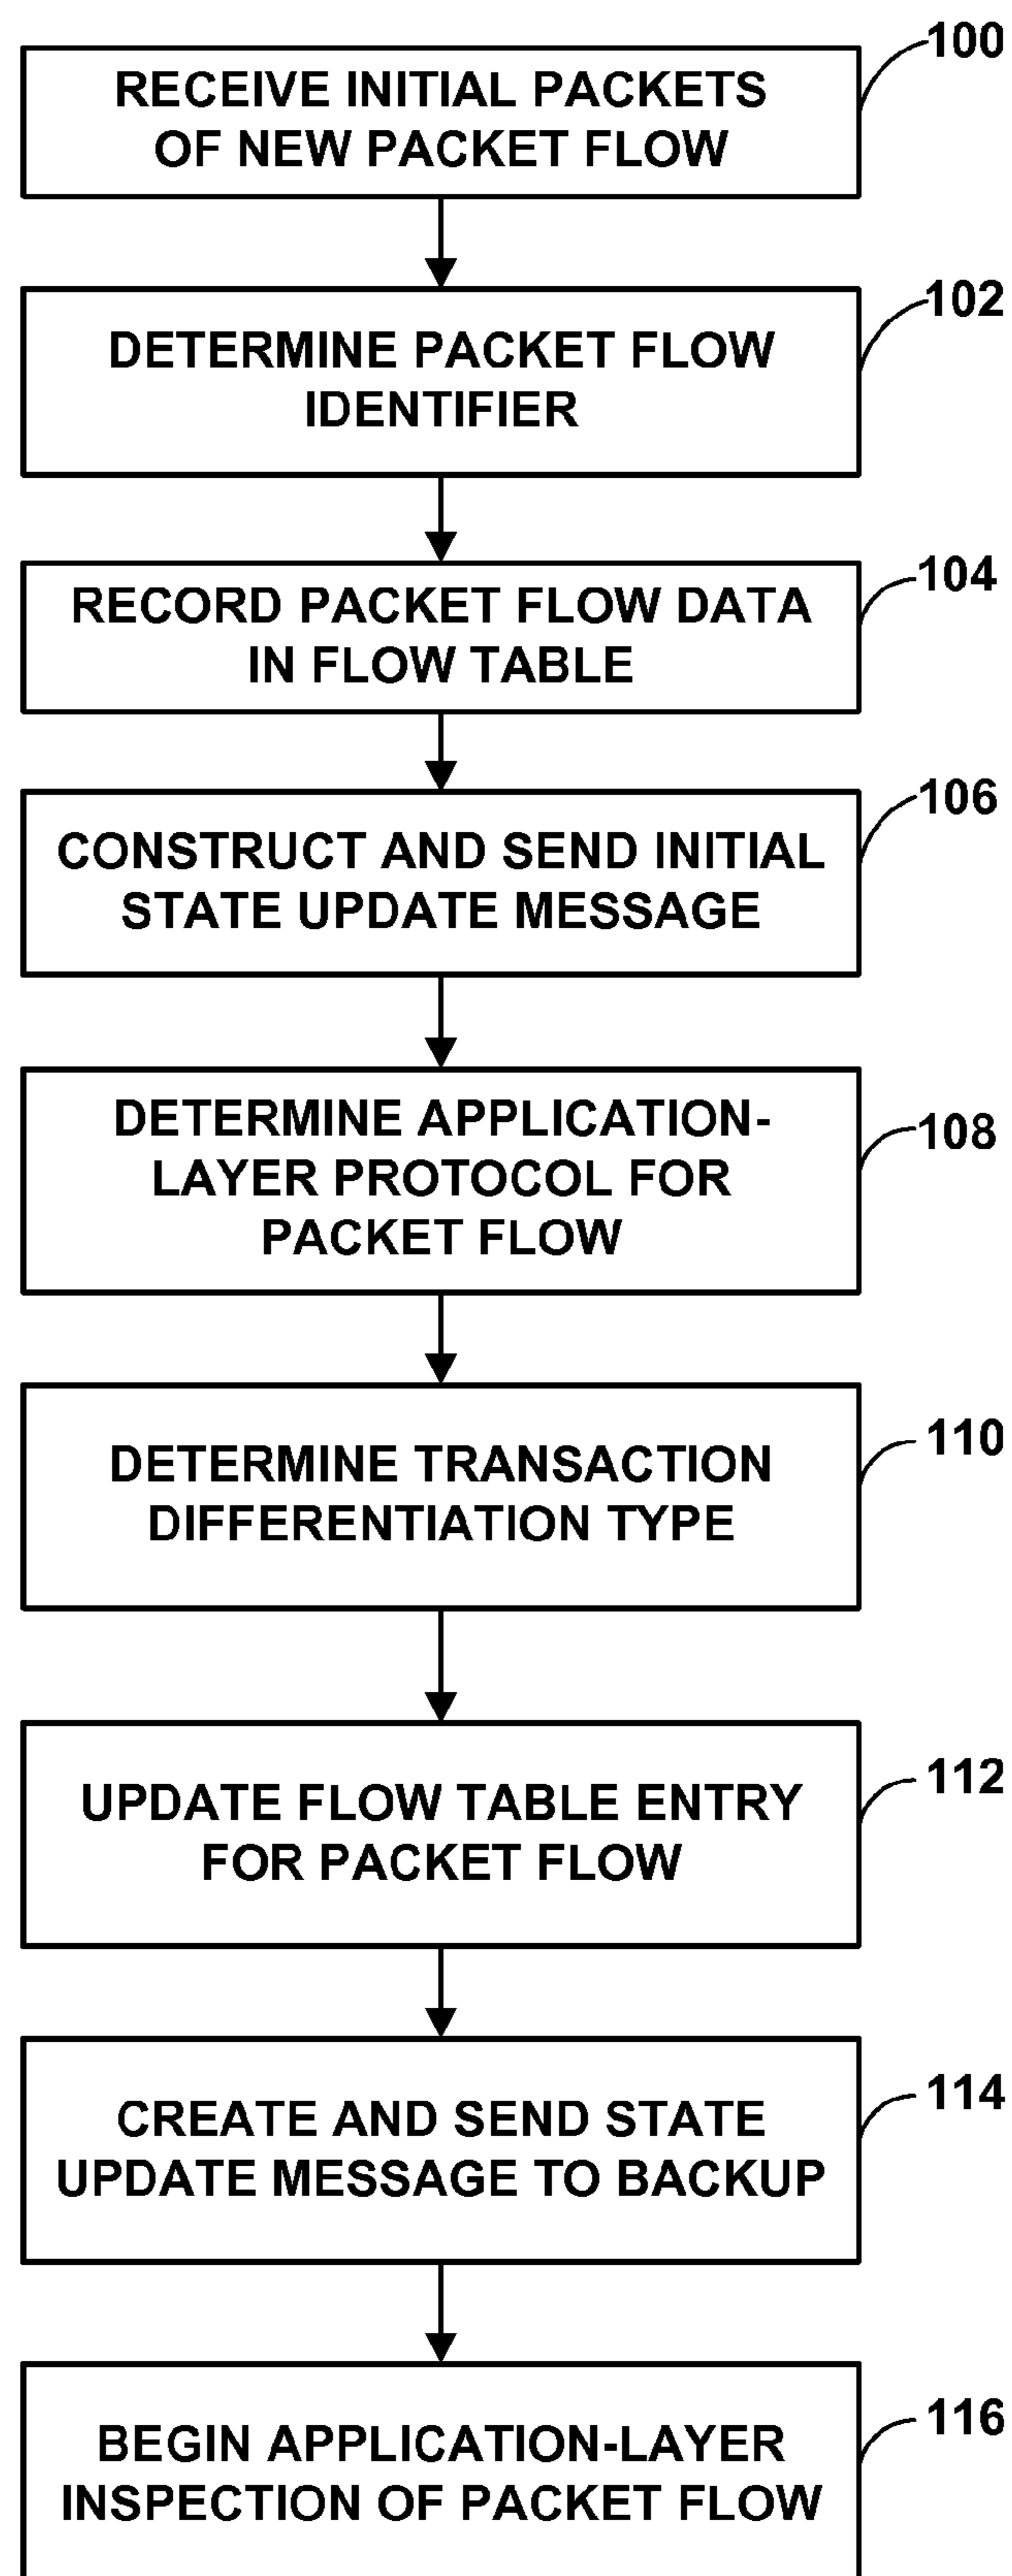 RECEIVE INITIAL PACKETS
OF NEW PACKET FLOW
100
DETERMINE PACKET FLOW
IDENTIFIER
102
RECORD PACKET FLOW DATA
IN FLOW TABLE
104
CONSTRUCT AND SEND INITIAL
STATE UPDATE MESSAGE
106
DETERMINE APPLICATION-
LAYER PROTOCOL FOR
PACKET FLOW
108
DETERMINE TRANSACTION
DIFFERENTIATION TYPE
110
UPDATE FLOW TABLE ENTRY
FOR PACKET FLOW
112
CREATE AND SEND STATE
UPDATE MESSAGE TO BACKUP
114
BEGIN APPLICATION-LAYER
INSPECTION OF PACKET FLOW
116